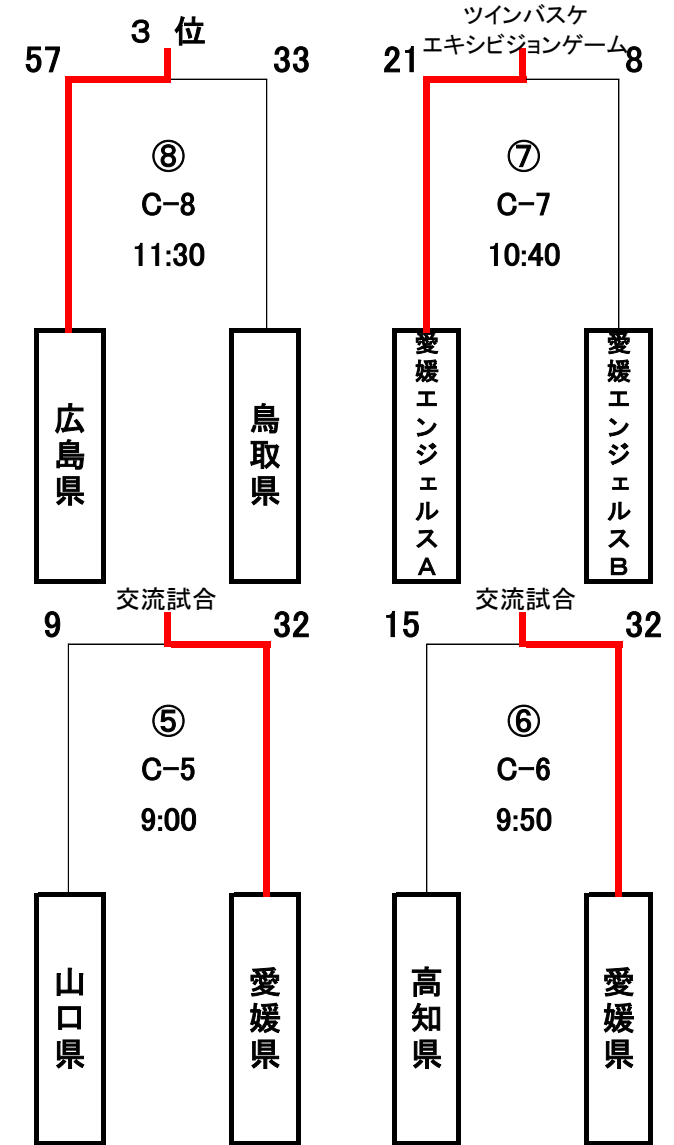 ３　位
57
33
⑧
C-8
11:30
広島県
鳥取県
ツインバスケ
エキシビジョンゲーム
21
8
⑦
C-7
10:40
愛媛エンジェルスA
愛媛エンジェルスB
交流試合
9
32
⑤
C-5
9:00
山口県
愛媛県
交流試合
15
32
⑥
C-6
9:50
高知県
愛媛県